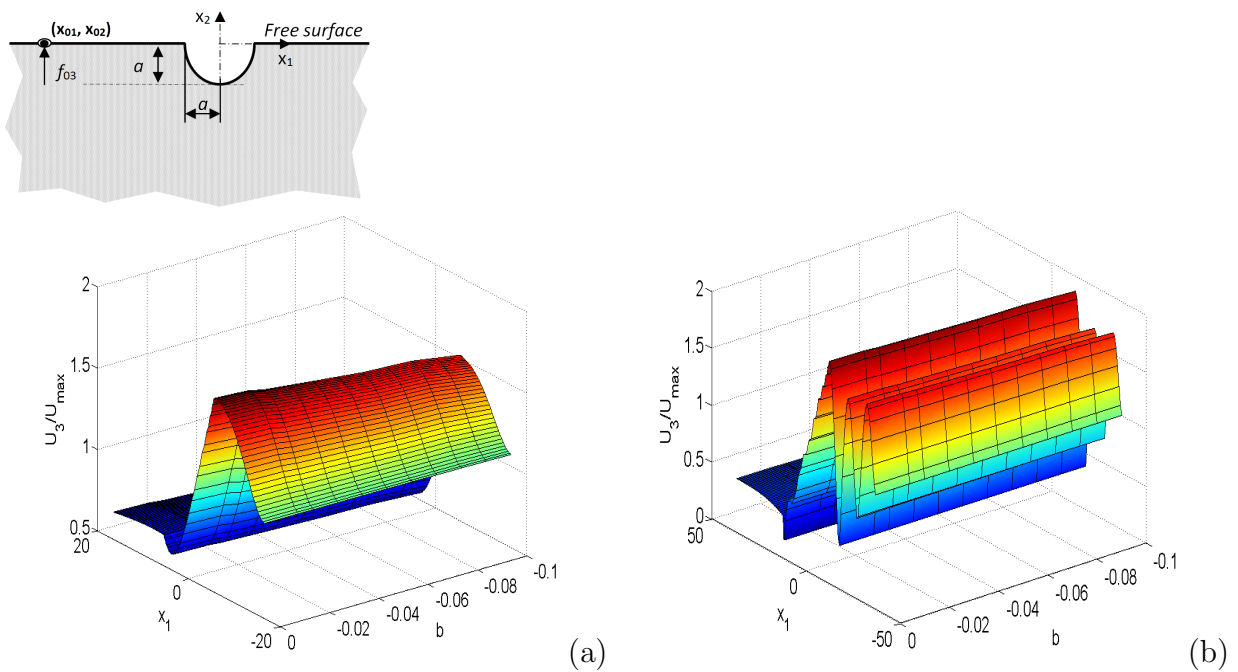 x2
(x01, x02)
Free surface
x1
f03
a
a
2
1.5
1
0.5
U3/Umax
20
0
-20
x1
0
-0.02
-0.04
-0.06
-0.08
-0.1
b
(a)
2
1.5
1
0.5
0
U3/Umax
50
0
-50
x1
0
-0.02
-0.04
-0.06
-0.08
-0.1
b
(b)